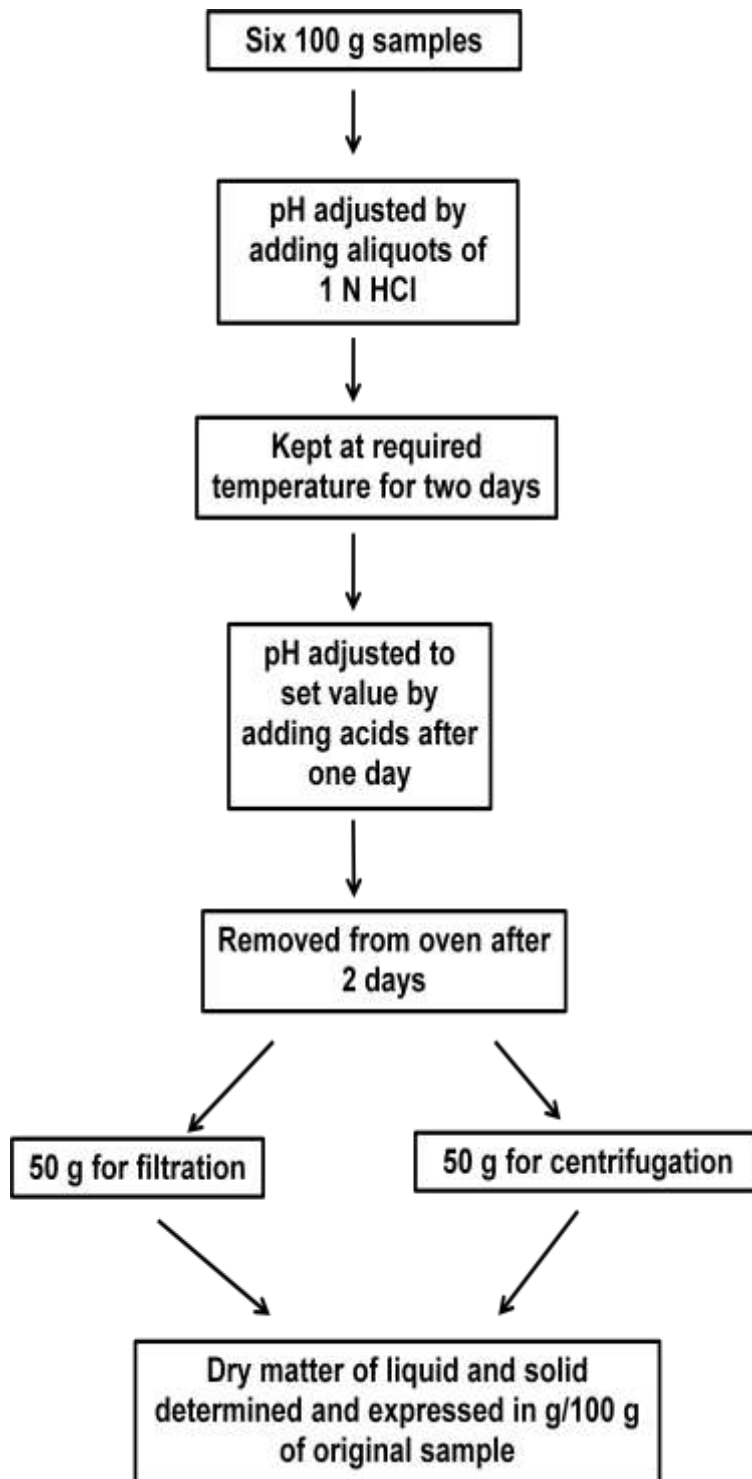 Six 100 g samples
pH adjusted by
adding aliquots of
1 N HCl
Kept at required
temperature for two days
pH adjusted to
set value by
adding acids after
one day
Removed from oven after
2 days
50 g for filtration
50 g for centrifugation
Dry matter of liquid and solid
determined and expressed in g/100 g
of original sample